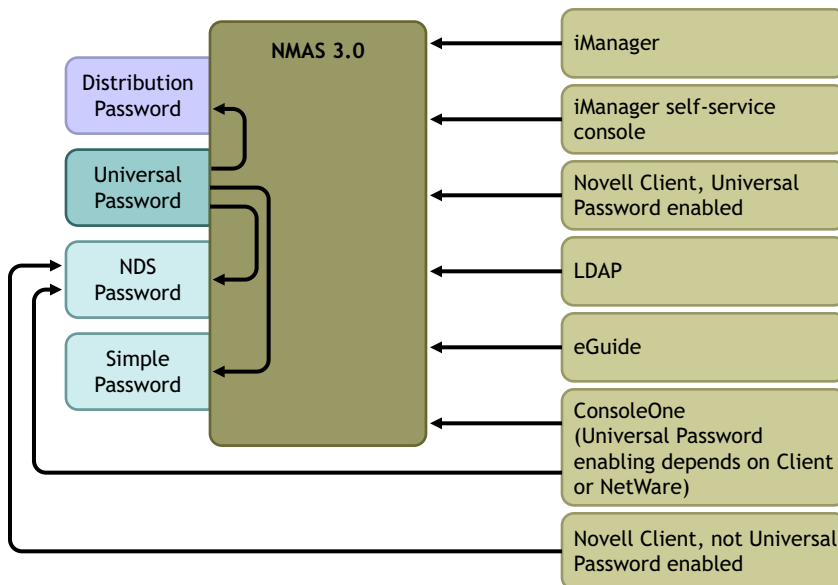 NMAS 3.0
Distribution
Password
Universal
Password
NDS
Password
Simple
Password
iManager
iManager self-service
console
Novell Client, Universal
Password enabled
LDAP
eGuide
ConsoleOne
(Universal Password
enabling depends on Client
or NetWare)
Novell Client, not Universal
Password enabled